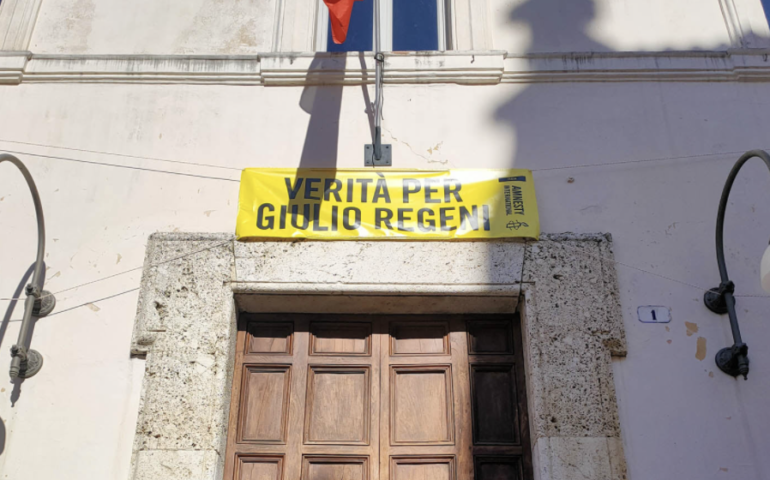 VERITÀ PER
GIULIO REGENI
AMNESTY
INTERNATIONAL
1